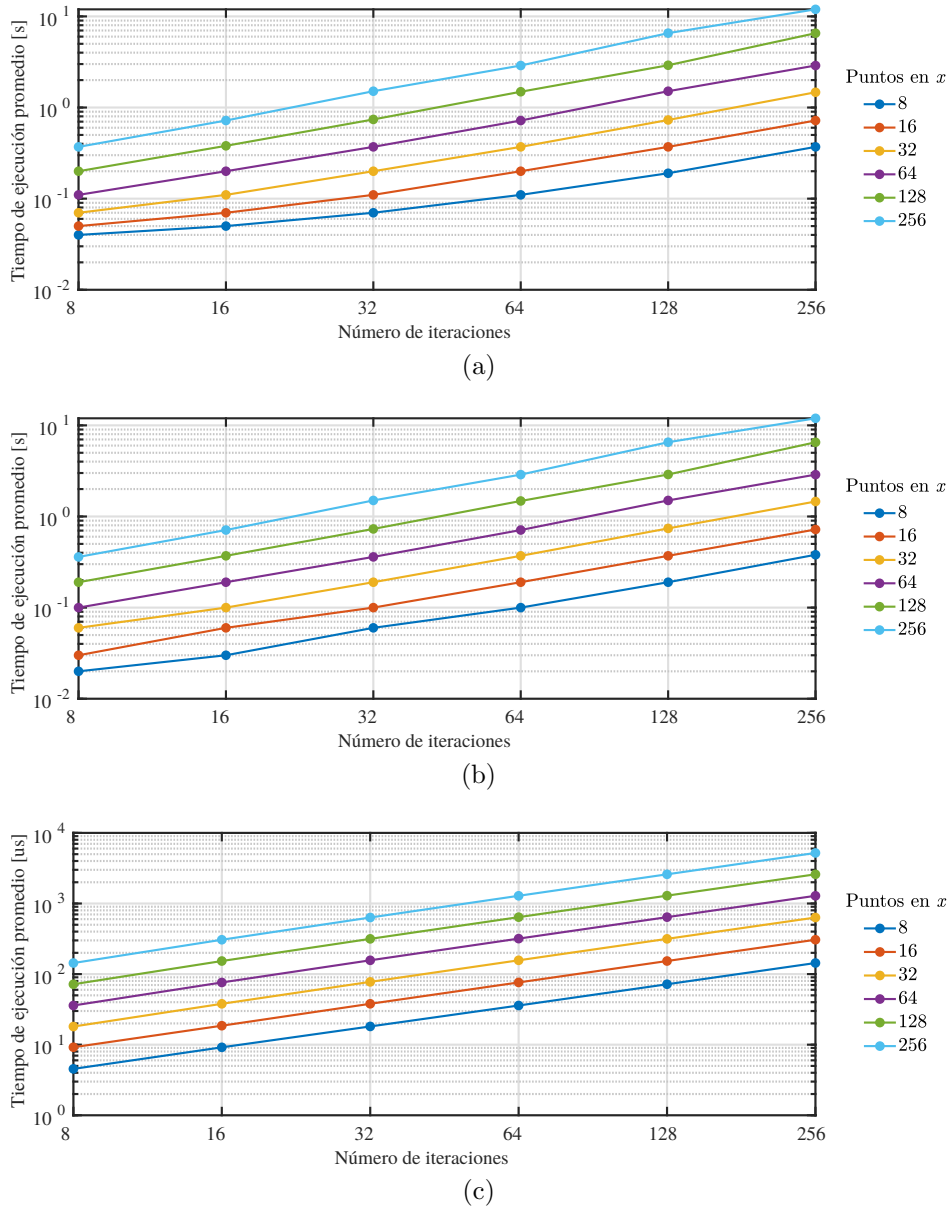 Tiempo de ejecución promedio [s]
10 1
10 0
10 -1
10 -2
8 16 32 64 128 256
Número de iteraciones
Puntos en x
8
16
32
64
128
256
(a)
Tiempo de ejecución promedio [s]
10 1
10 0
10 -1
10 -2
8 16 32 64 128 256
Número de iteraciones
Puntos en x
8
16
32
64
128
256
(b)
Tiempo de ejecución promedio [us]
10 4
10 3
10 2
10 1
10 0
8 16 32 64 128 256
Número de iteraciones
Puntos en x
8
16
32
64
128
256
(c)